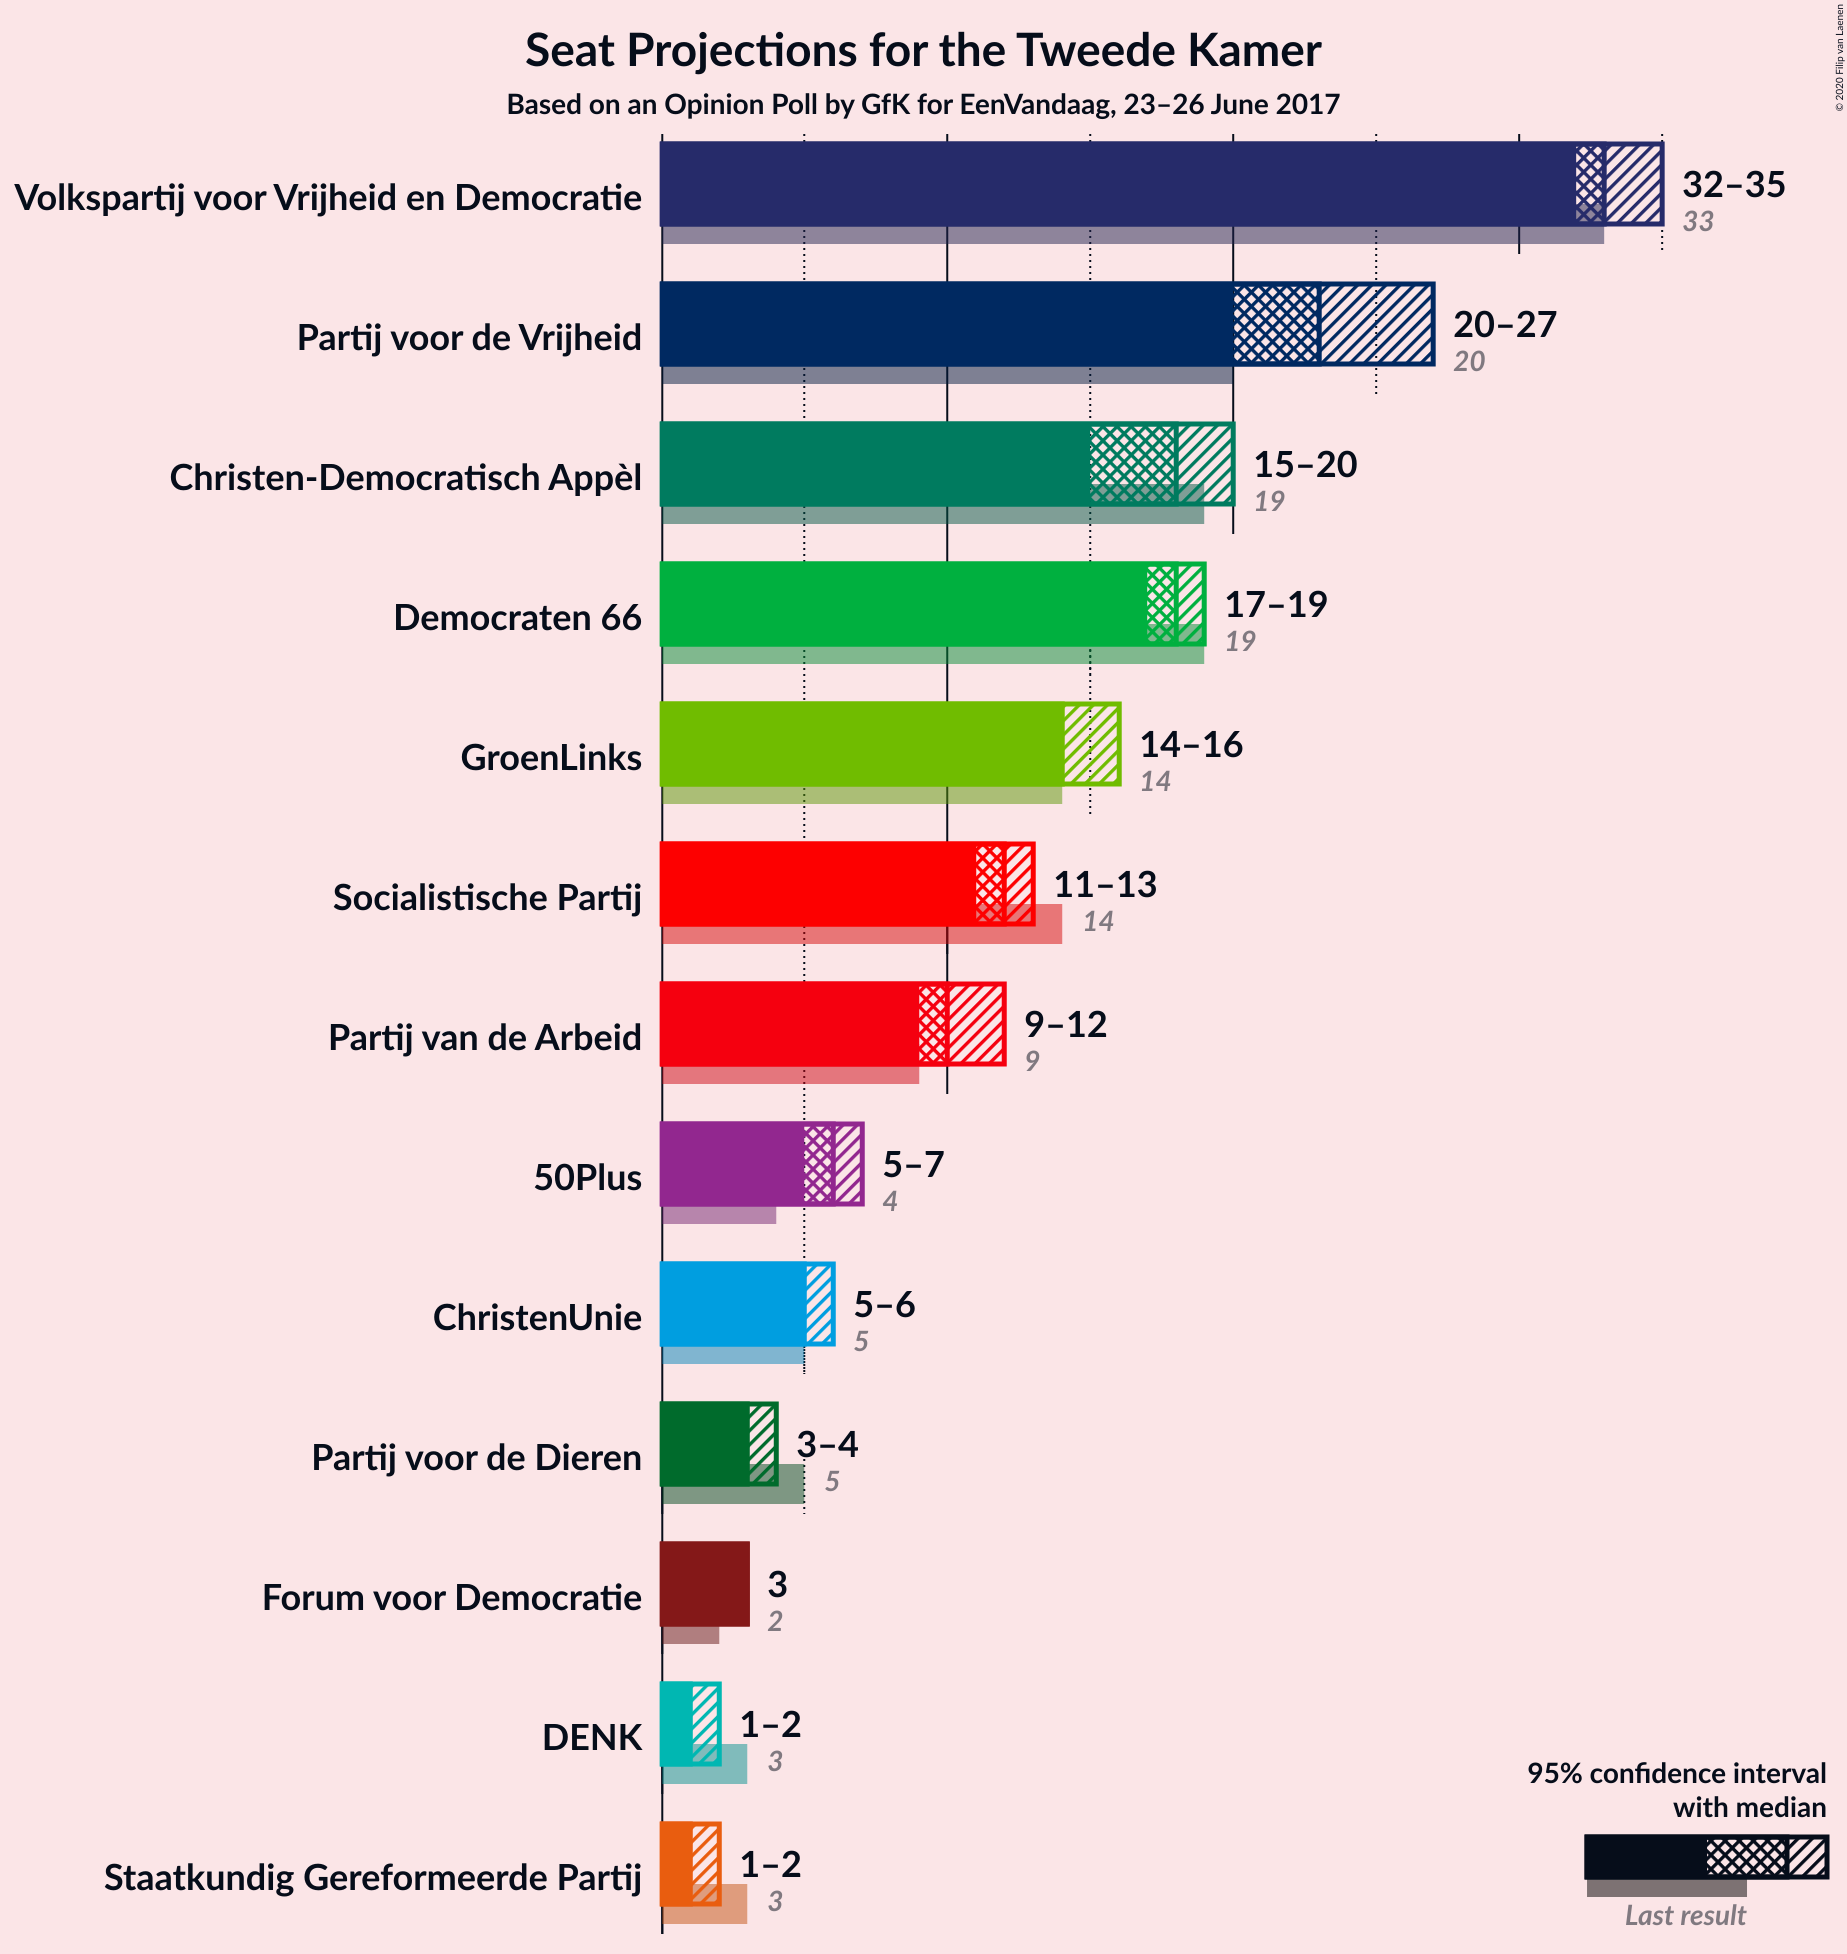 Seat Projections for the Tweede Kamer
Based on an Opinion Poll by GfK for EenVandaag, 23–26 June 2017
© 2020 Filip van Laenen
Volkspartij voor Vrijheid en Democratie
32–35
33
Partij voor de Vrijheid
20–27
20
Christen-Democratisch Appèl
15–20
19
Democraten 66
17–19
19
GroenLinks
14–16
14
Socialistische Partij
11–13
14
Partij van de Arbeid
9–12
9
50Plus
5–7
4
ChristenUnie
5–6
5
Partij voor de Dieren
3–4
5
Forum voor Democratie
3
2
DENK
1–2
3
Staatkundig Gereformeerde Partij
1–2
3
95% confidence interval
with median
Last result